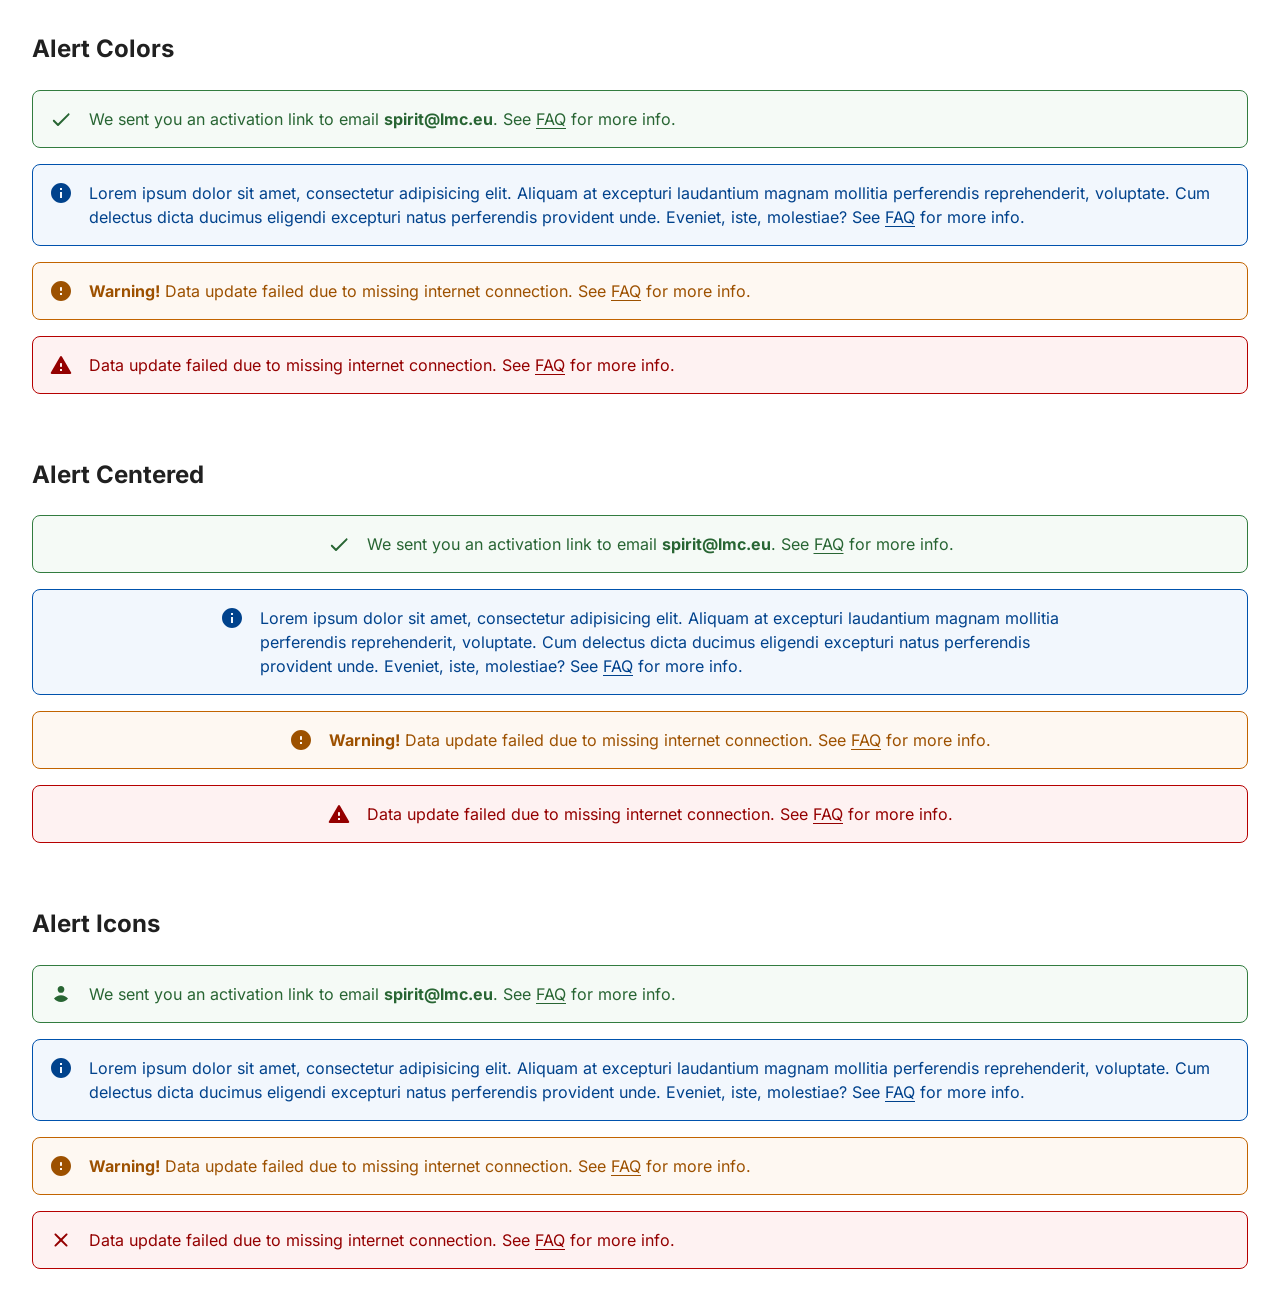 Alert Colors
We sent you an activation link to email spirit@lmc.eu. See FAQ for more info.
Lorem ipsum dolor sit amet, consectetur adipisicing elit. Aliquam at excepturi laudantium magnam mollitia perferendis reprehenderit, voluptate. Cum
delectus dicta ducimus eligendi excepturi natus perferendis provident unde. Eveniet, iste, molestiae? See FAQ for more info.
Warning! Data update failed due to missing internet connection. See FAQ for more info.
Data update failed due to missing internet connection. See FAQ for more info.
Alert Centered
We sent you an activation link to email spirit@lmc.eu. See FAQ for more info.
Lorem ipsum dolor sit amet, consectetur adipisicing elit. Aliquam at excepturi laudantium magnam mollitia
perferendis reprehenderit, voluptate. Cum delectus dicta ducimus eligendi excepturi natus perferendis
provident unde. Eveniet, iste, molestiae? See FAQ for more info.
Warning! Data update failed due to missing internet connection. See FAQ for more info.
Data update failed due to missing internet connection. See FAQ for more info.
Alert Icons
We sent you an activation link to email spirit@lmc.eu. See FAQ for more info.
Lorem ipsum dolor sit amet, consectetur adipisicing elit. Aliquam at excepturi laudantium magnam mollitia perferendis reprehenderit, voluptate. Cum
delectus dicta ducimus eligendi excepturi natus perferendis provident unde. Eveniet, iste, molestiae? See FAQ for more info.
Warning! Data update failed due to missing internet connection. See FAQ for more info.
Data update failed due to missing internet connection. See FAQ for more info.